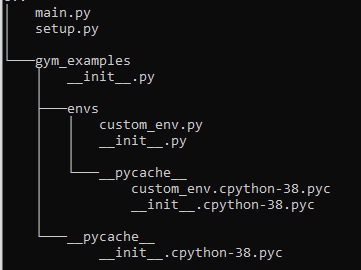 main.py
setup.py
gym_examples
__init__.py
envs
custom_env.py
__init__.py
__pycache__
custom_env.cpython-38.pyc
__init__.cpython-38.pyc
__pycache__
__init__.cpython-38.pyc